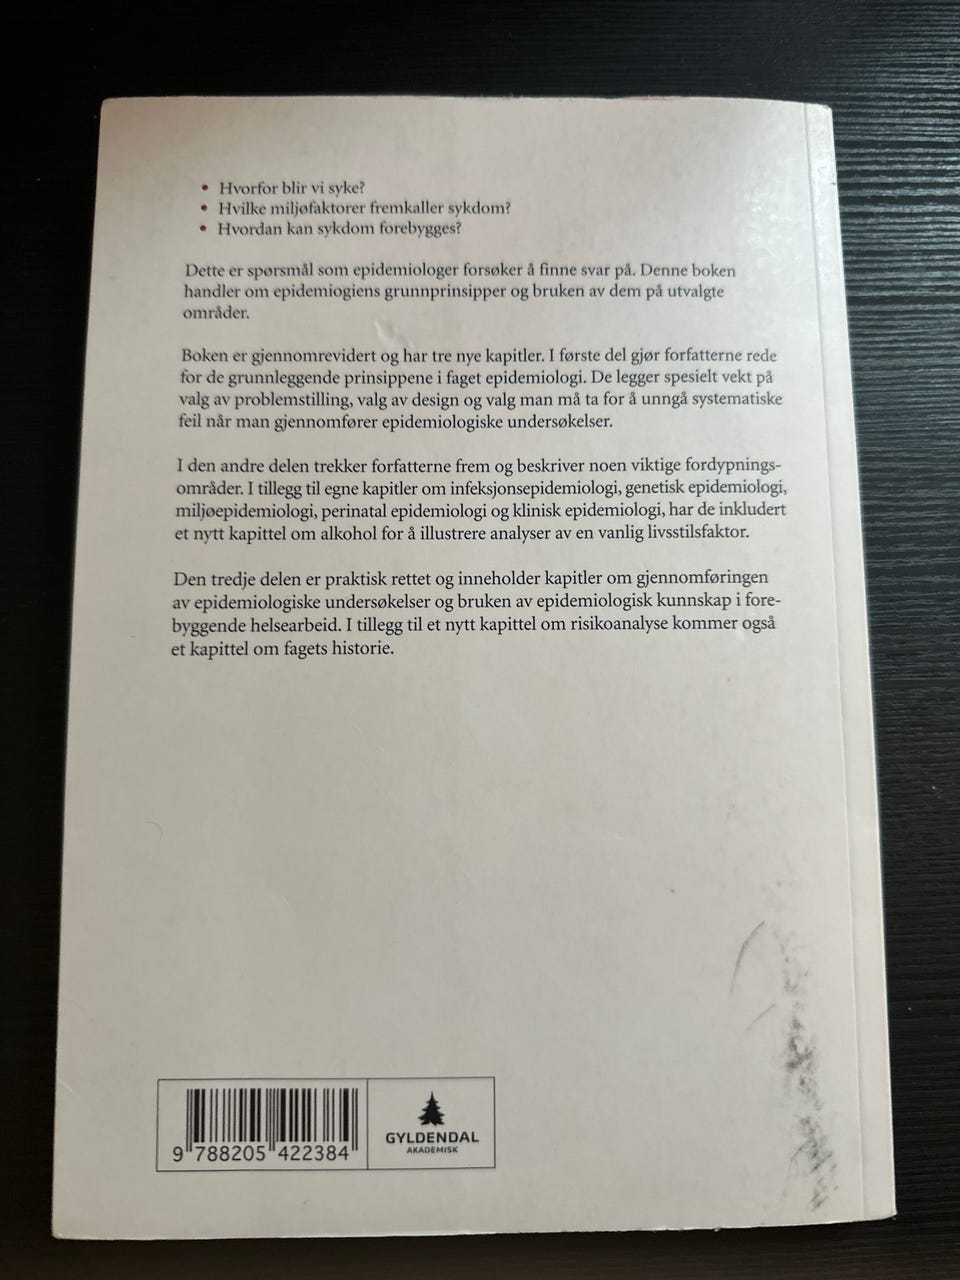 • Hvorfor blir vi syke?
• Hvilke miljøfaktorer fremkaller sykdom?
• Hvordan kan sykdom forebygges?
Dette er spørsmål som epidemiologer forsøker å finne svar på. Denne boken
handler om epidemiogiens grunnprinsipper og bruken av dem på utvalgte
områder.
Boken er gjennomrevidert og har tre nye kapitler. I første del gjør forfatterne rede
for de grunnleggende prinsippene i faget epidemiologi. De legger spesielt vekt på
valg av problemstilling, valg av design og valg man må ta for å unngå systematiske
feil når man gjennomfører epidemiologiske undersøkelser.
I den andre delen trekker forfatterne frem og beskriver noen viktige fordypnings-
områder. I tillegg til egne kapitler om infeksjonsepidemiologi, genetisk epidemiologi,
miljøepidemiologi, perinatal epidemiologi og klinisk epidemiologi, har de inkludert
et nytt kapittel om alkohol for å illustrere analyser av en vanlig livsstilsfaktor.
Den tredje delen er praktisk rettet og inneholder kapitler om gjennomføringen
av epidemiologiske undersøkelser og bruken av epidemiologisk kunnskap i fore-
byggende helsearbeid. I tillegg til et nytt kapittel om risikoanalyse kommer også
et kapittel om fagets historie.
9 788205 422384
GYLDENDAL
AKADEMISK